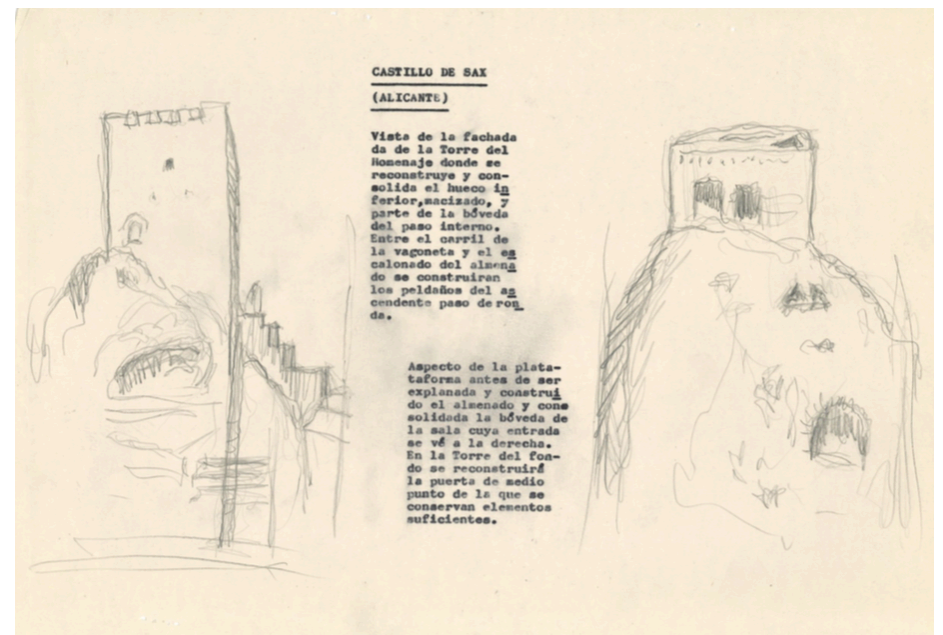 CASTILLO DE SAX
(ALICANTE)
Vista de la fachada
da de la Torre del
Homenaje donde se
reconstruye y con-
solida el hueco in
ferior,macizado, y
parte de la bóveda
del paso interno.
Entre el carril de
la vagoneta y el es
calonado del almena
do se construiran
los peldaños del as
cendente paso de ron
da.
Aspecto de la plata-
taforma antes de ser
explanada y construi
do el almenado y cons
solidada la bóveda de
la sala cuya entrada
se vé a la derecha.
En la Torre del fon-
do se reconstruirá
la puerta de medio
punto de la que se
conservan elementos
suficientes.